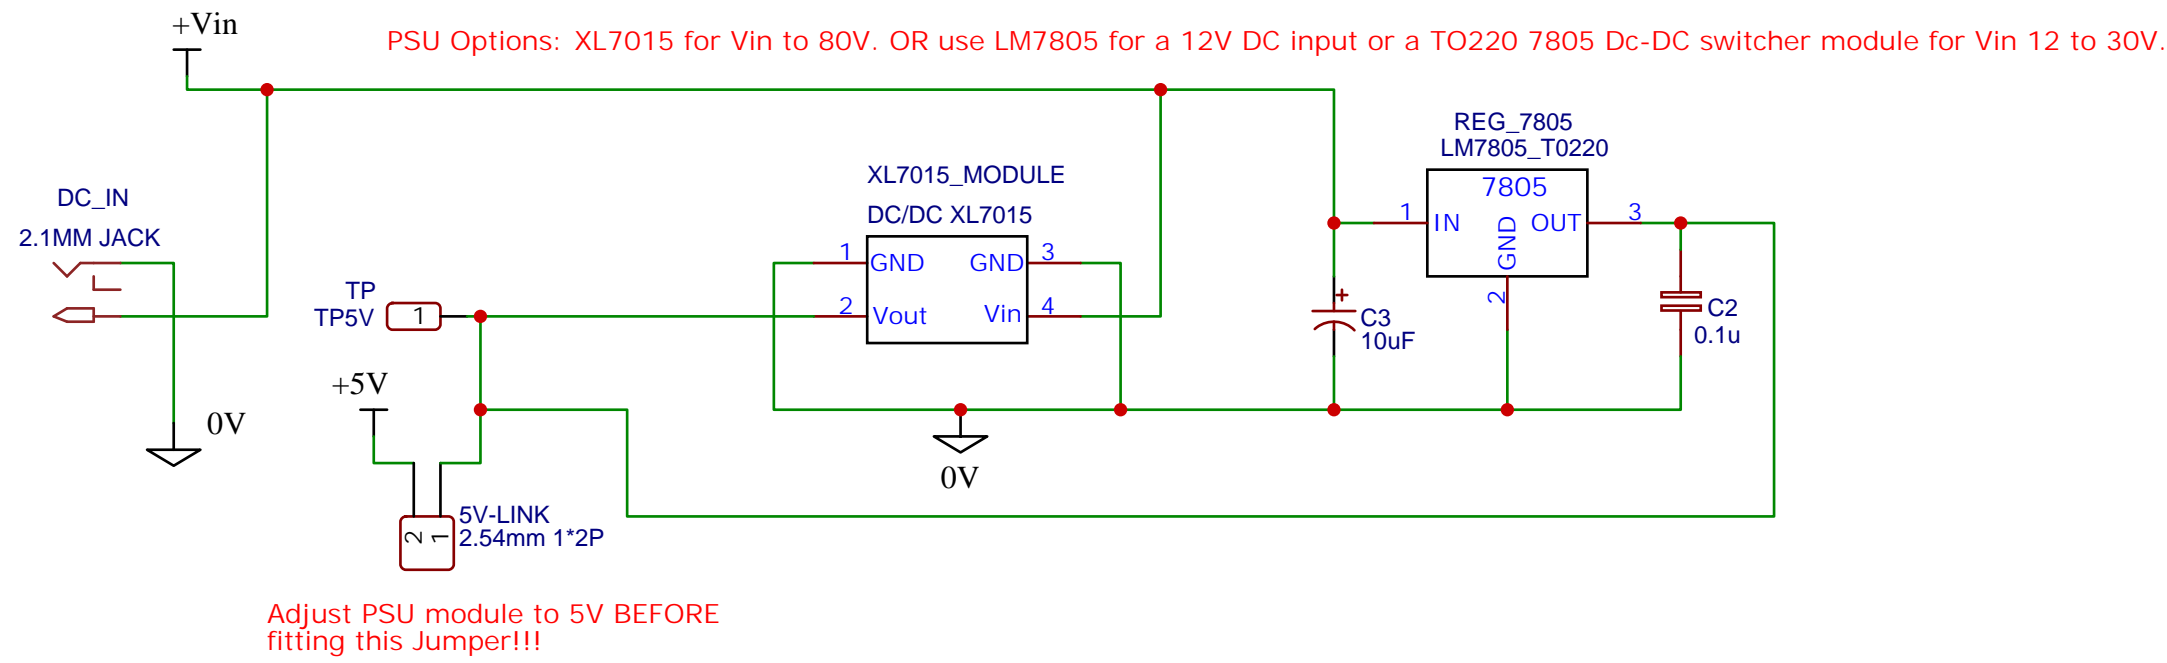 +Vin
PSU Options: XL7015 for Vin to 80V. OR use LM7805 for a 12V DC input or a TO220 7805 Dc-DC switcher module for Vin 12 to 30V.
REG_7805
LM7805_T0220
7805
1
IN
GND
OUT
3
2
XL7015_MODULE
DC/DC XL7015
1
GND
GND
3
2
Vout
Vin
4
DC_IN
2.1MM JACK
TP
TP5V
1
+
C3
10uF
C2
0.1u
+5V
0V
0V
5V-LINK
2.54mm 1*2P
2
1
Adjust PSU module to 5V BEFORE
fitting this Jumper!!!